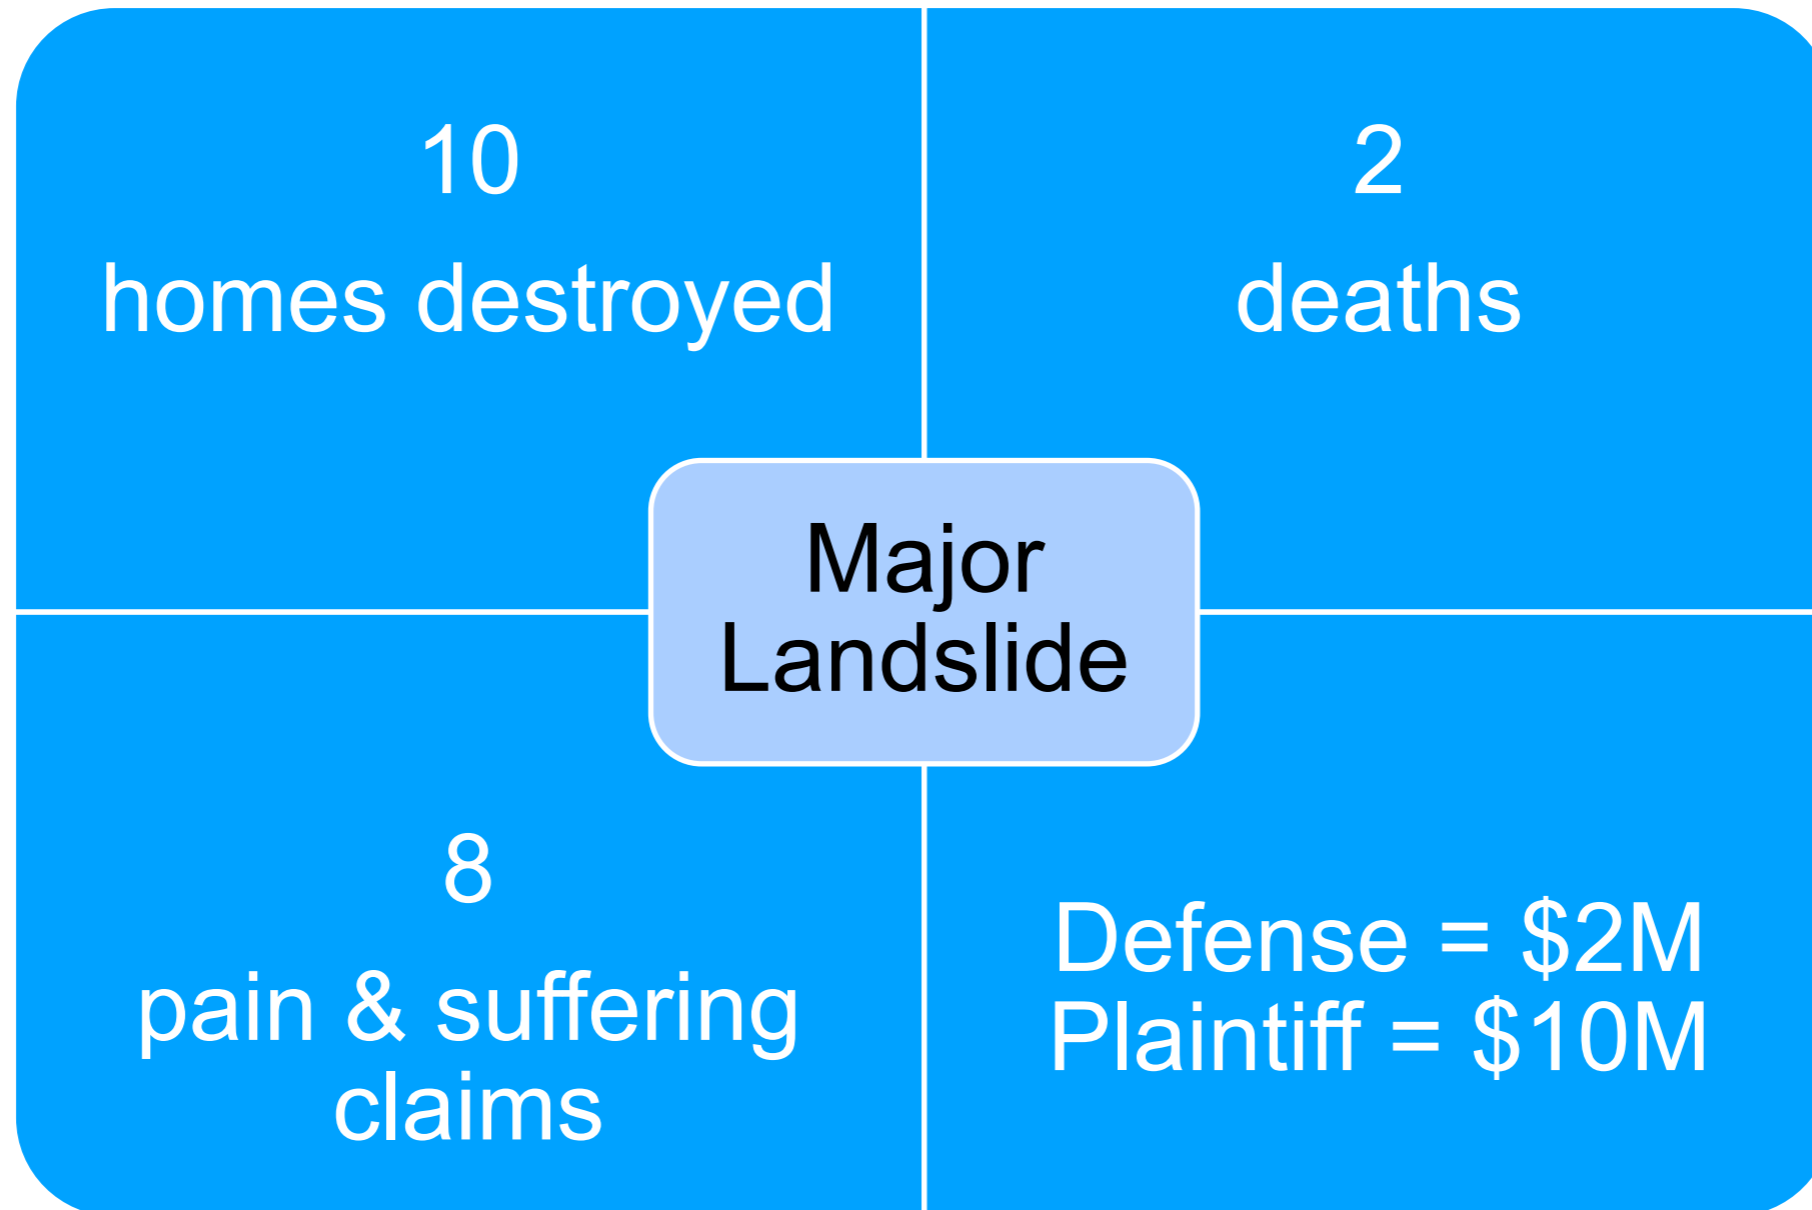 10
homes destroyed
2
deaths
Major
Landslide
8
pain & suffering
claims
Defense = $2M
Plaintiff = $10M